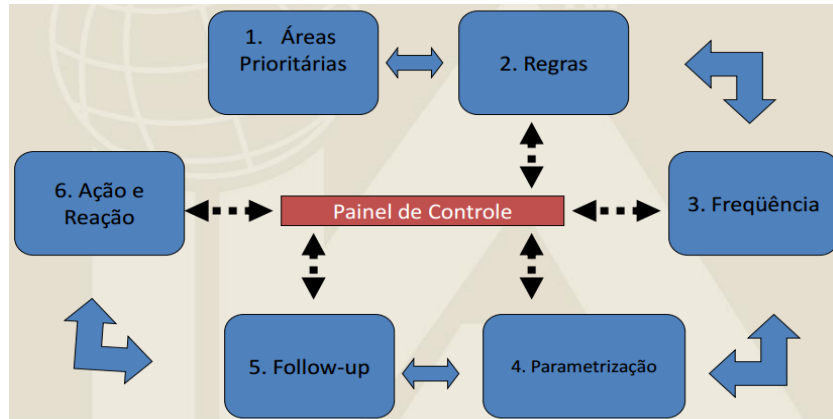 1. Áreas
Prioritárias
2. Regras
6. Ação e
Reação
Painel de Controle
3. Freqüência
5. Follow-up
4. Parametrização